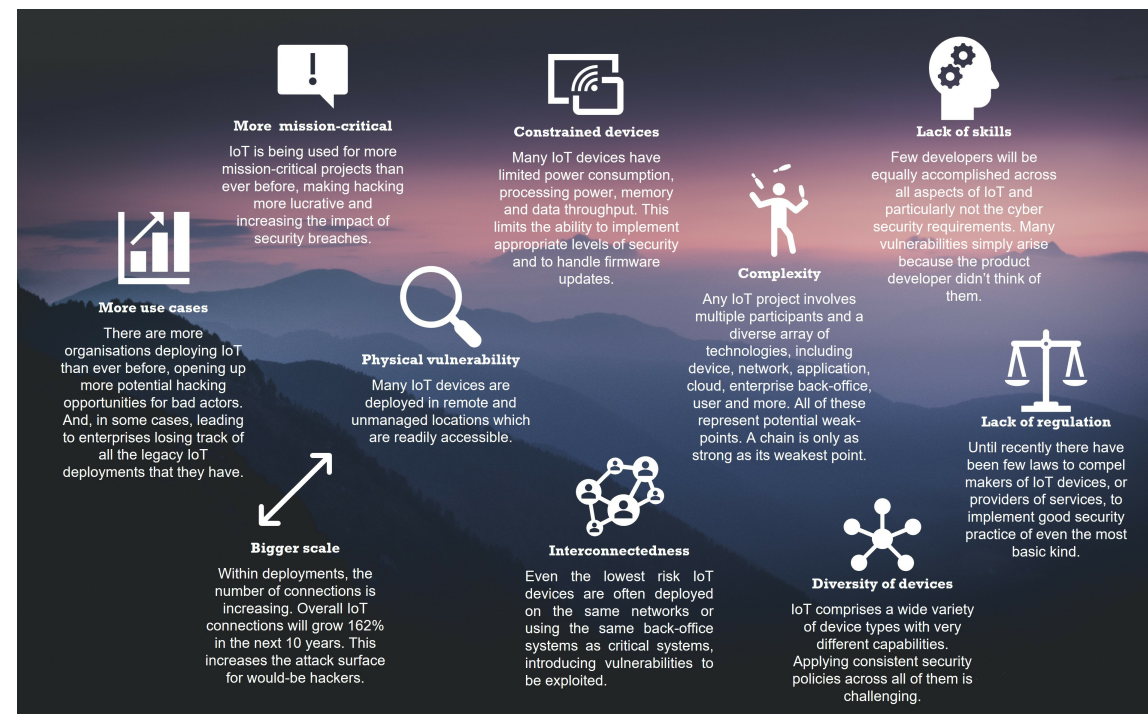 More mission-critical
IoT is being used for more
mission-critical projects than
ever before, making hacking
more lucrative and
increasing the impact of
security breaches.
Constrained devices
Many IoT devices have
limited power consumption,
processing power, memory
and data throughput. This
limits the ability to implement
appropriate levels of security
and to handle firmware
updates.
Lack of skills
Few developers will be
equally accomplished across
all aspects of IoT and
particularly not the cyber
security requirements. Many
vulnerabilities simply arise
because the product
developer didn't think of
them.
More use cases
There are more
organisations deploying IoT
than ever before, opening up
more potential hacking
opportunities for bad actors.
And, in some cases, leading
to enterprises losing track of
all the legacy IoT
deployments that they have.
Physical vulnerability
Many IoT devices are
deployed in remote and
unmanaged locations which
are readily accessible.
Complexity
Any IoT project involves
multiple participants and a
diverse array of
technologies, including
device, network, application,
cloud, enterprise back-office,
user and more. All of these
represent potential weak-
points. A chain is only as
strong as its weakest point.
Lack of regulation
Until recently there have
been few laws to compel
makers of IoT devices, or
providers of services, to
implement good security
practice of even the most
basic kind.
Bigger scale
Within deployments, the
number of connections is
increasing. Overall IoT
connections will grow 162%
in the next 10 years. This
increases the attack surface
for would-be hackers.
Interconnectedness
Even the lowest risk IoT
devices are often deployed
on the same networks or
using the same back-office
systems as critical systems,
introducing vulnerabilities to
be exploited.
Diversity of devices
IoT comprises a wide variety
of device types with very
different capabilities.
Applying consistent security
policies across all of them is
challenging.